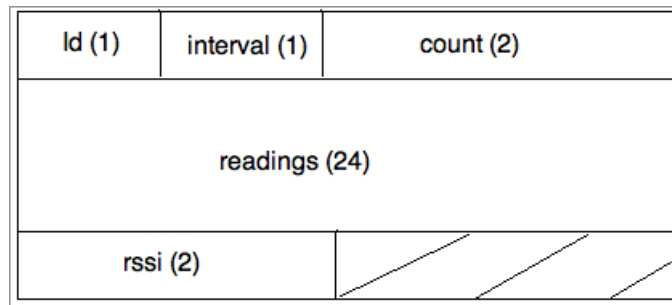 Id (1) interval (1) count (2)
readings (24)
rssi (2)